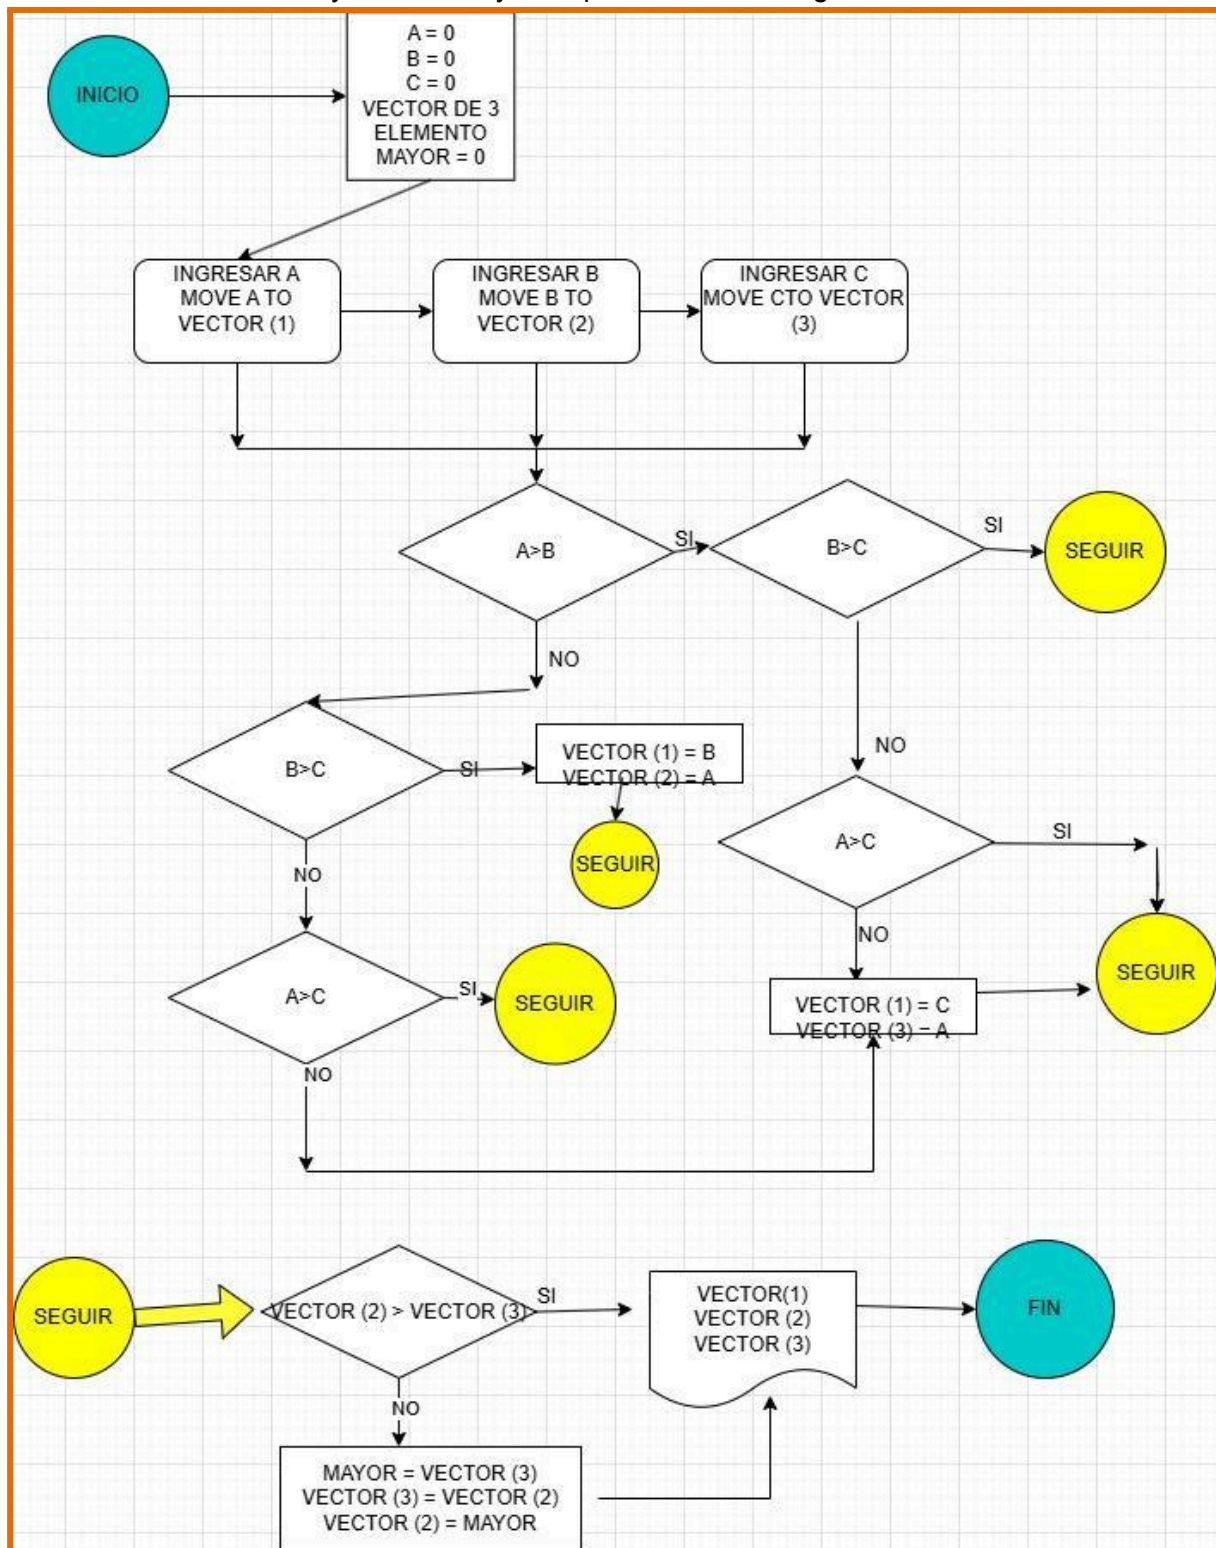 INICIO
A = 0
B = 0
C = 0
VECTOR DE 3
ELEMENTO
MAYOR = 0
INGRESAR A
MOVE A TO
VECTOR (1)
INGRESAR B
MOVE B TO
VECTOR (2)
INGRESAR C
MOVE CTO VECTOR
(3)
A>B
SI
B>C
SI
SEGUIR
NO
NO
B>C
SI
VECTOR (1) = B
VECTOR (2) = A
SEGUIR
A>C
SI
NO
NO
SEGUIR
A>C
SI
SEGUIR
VECTOR (1) = C
VECTOR (3) = A
NO
SEGUIR
VECTOR (2) > VECTOR (3)
SI
VECTOR(1)
VECTOR (2)
VECTOR (3)
FIN
NO
MAYOR = VECTOR (3)
VECTOR (3) = VECTOR (2)
VECTOR (2) = MAYOR